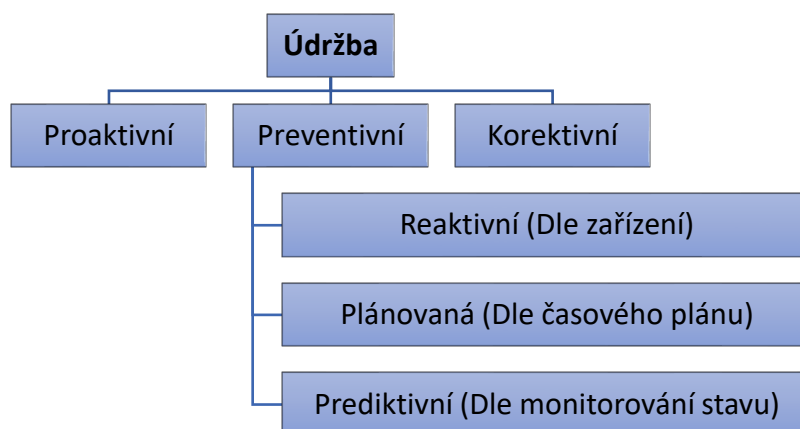 Údržba
Proaktivní
Preventivní
Korektivní
Reaktivní (Dle zařízení)
Plánovaná (Dle časového plánu)
Prediktivní (Dle monitorování stavu)